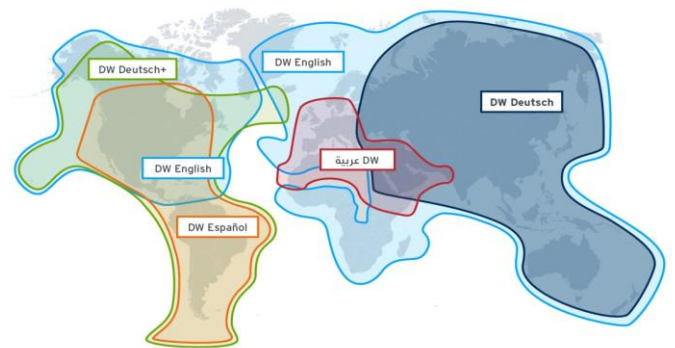 DW English
DW Deutsch+
DW Deutsch
DW عربية
DW English
DW Español